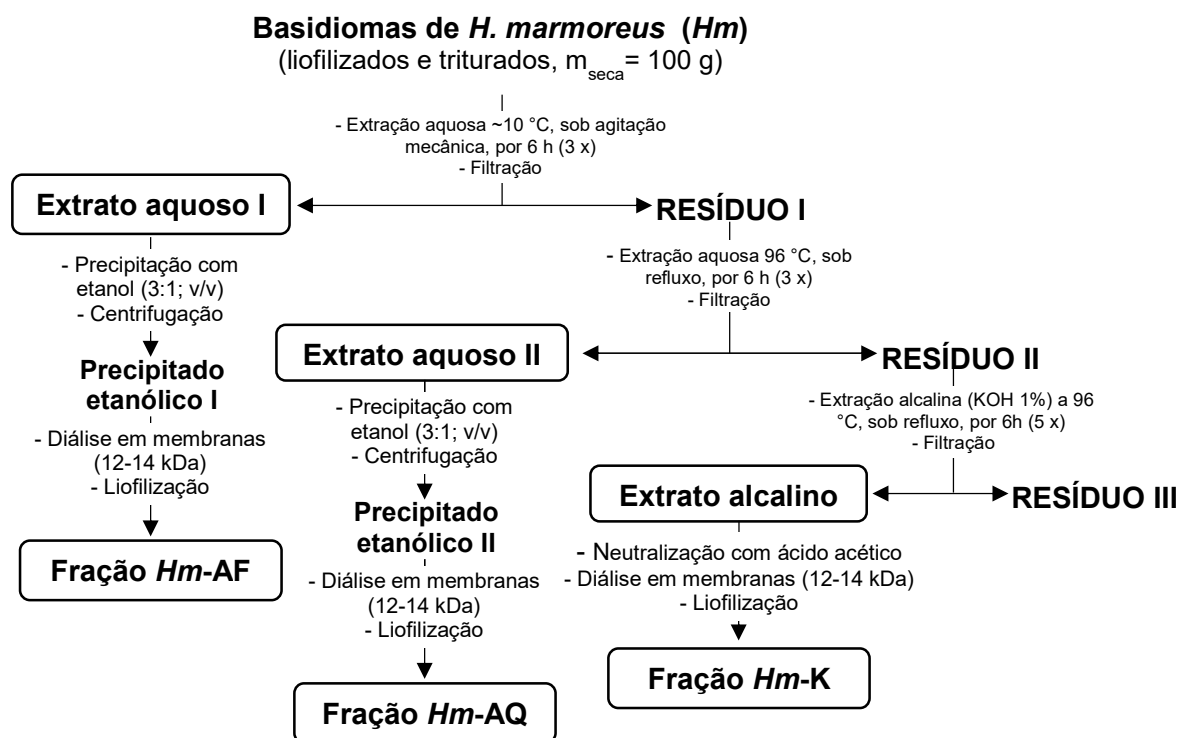 Basidiomas de H. marmoreus (Hm)
(liofilizados e triturados, mseca= 100 g)
- Extração aquosa ~10 °C, sob agitação
mecânica, por 6 h (3 x)
- Filtração
Extrato aquoso I
RESÍDUO I
- Precipitação com
etanol (3:1; v/v)
- Centrifugação
Precipitado
etanólico I
- Diálise em membranas
(12-14 kDa)
- Liofilização
Fração Hm-AF
- Extração aquosa 96 °C, sob
refluxo, por 6 h (3 x)
- Filtração
Extrato aquoso II
RESÍDUO II
- Precipitação com
etanol (3:1; v/v)
- Centrifugação
Precipitado
etanólico II
- Diálise em membranas
(12-14 kDa)
- Liofilização
Fração Hm-AQ
- Extração alcalina (KOH 1%) a 96
°C, sob refluxo, por 6h (5 x)
- Filtração
Extrato alcalino
RESÍDUO III
- Neutralização com ácido acético
- Diálise em membranas (12-14 kDa)
- Liofilização
Fração Hm-K